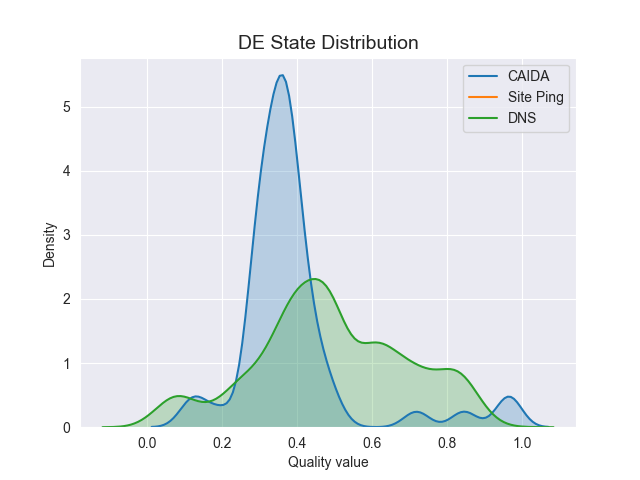 DE State Distribution
CAIDA
Site Ping
DNS
5
4
3
2
1
0
Density
0.0 0.2 0.4 0.6 0.8 1.0
Quality value